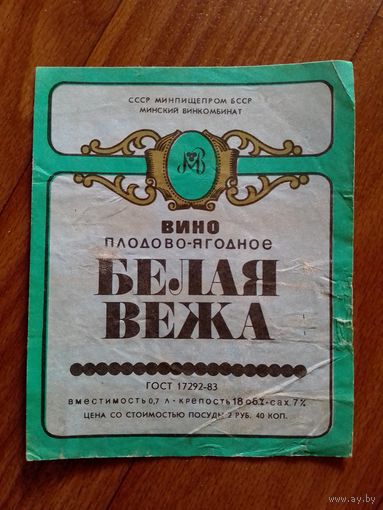 СССР МИНПИЩЕПРОМ БССР
МИНСКИЙ ВИНКОМБИНАТ
МВ
ВИНО
ПЛОДОВО-ЯГОДНОЕ
БЕЛАЯ
ВЕЖА
ГОСТ 17292-83
вместимость 0,7 л · крепость 18 об.% · сах. 7%
ЦЕНА СО СТОИМОСТЬЮ ПОСУДЫ 2 РУБ. 40 КОП.
www.ay.by